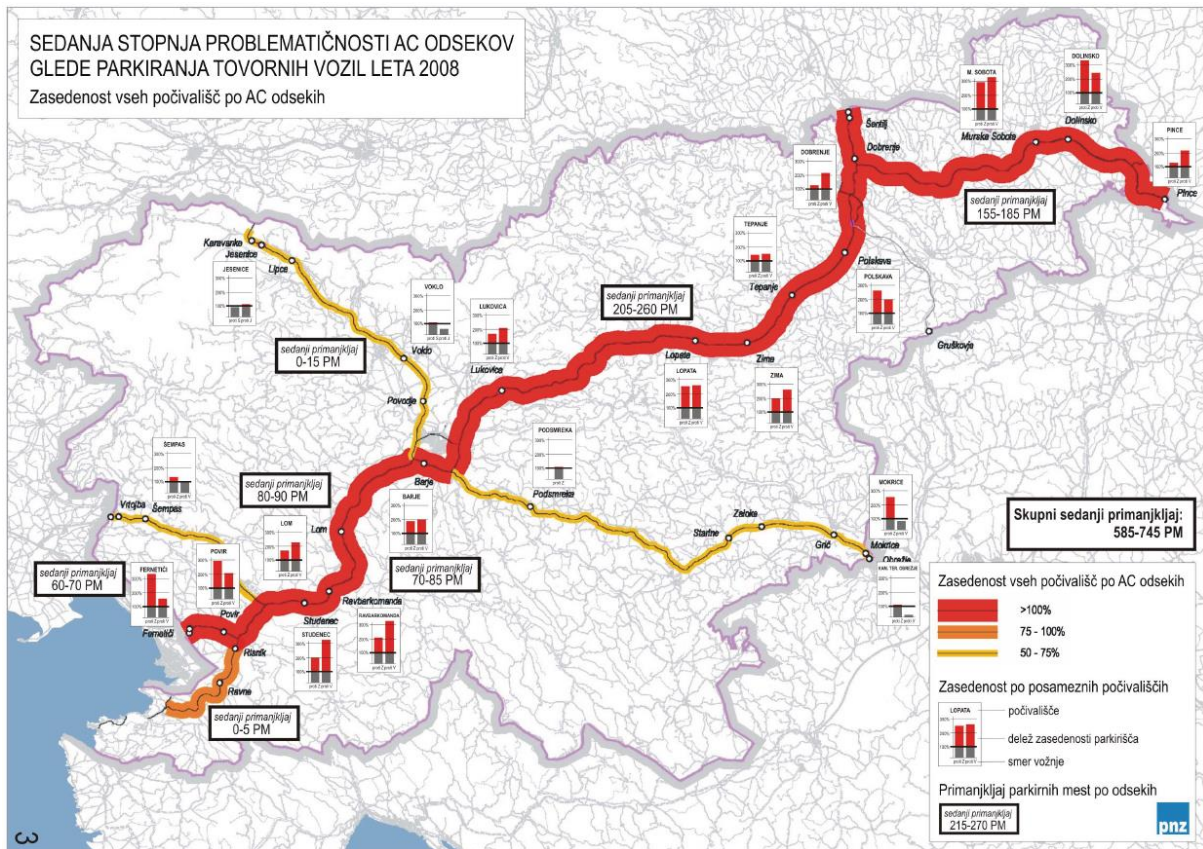 SEDANJA STOPNJA PROBLEMATIČNOSTI AC ODSEKOV
GLEDE PARKIRANJA TOVORNIH VOZIL LETA 2008
Zasedenost vseh počivališč po AC odsekih
DOLINSKO
M. SOBOTA
Dolinsko
Murska Sobota
Šentilj
Dobrenje
DOBRENJE
PINCE
Pince
sedanji primanjkljaj
155-185 PM
Karavanke
Jesenice
Lipce
JESENICE
VOKLO
Voklo
Povodje
sedanji primanjkljaj
0-15 PM
TEPANJE
Tepanje
Polskava
POLSKAVA
sedanji primanjkljaj
205-260 PM
LUKOVICA
Lukovica
Lopata
Zima
LOPATA
ZIMA
Gruškovje
ŠEMPAS
Vrtojba
Šempas
sedanji primanjkljaj
80-90 PM
Barje
BARJE
PODSMREKA
Podsmreka
LOM
Lom
MOKRICE
Starine
Zaloke
Grič
Mokrice
Obrežje
Skupni sedanji primanjkljaj:
585-745 PM
sedanji primanjkljaj
60-70 PM
FERNETIČI
POVIR
Povir
Fernetiči
sedanji primanjkljaj
70-85 PM
Ravbarkomanda
Studenec
STUDENEC
RAVBARKOMANDA
Risnik
Ravne
sedanji primanjkljaj
0-5 PM
Zasedenost vseh počivališč po AC odsekih
>100%
75 - 100%
50 - 75%
Zasedenost po posameznih počivališčih
LOPATA
počivališče
delež zasedenosti parkirišča
smer vožnje
Primanjkljaj parkirnih mest po odsekih
sedanji primanjkljaj
215-270 PM
pnz
3